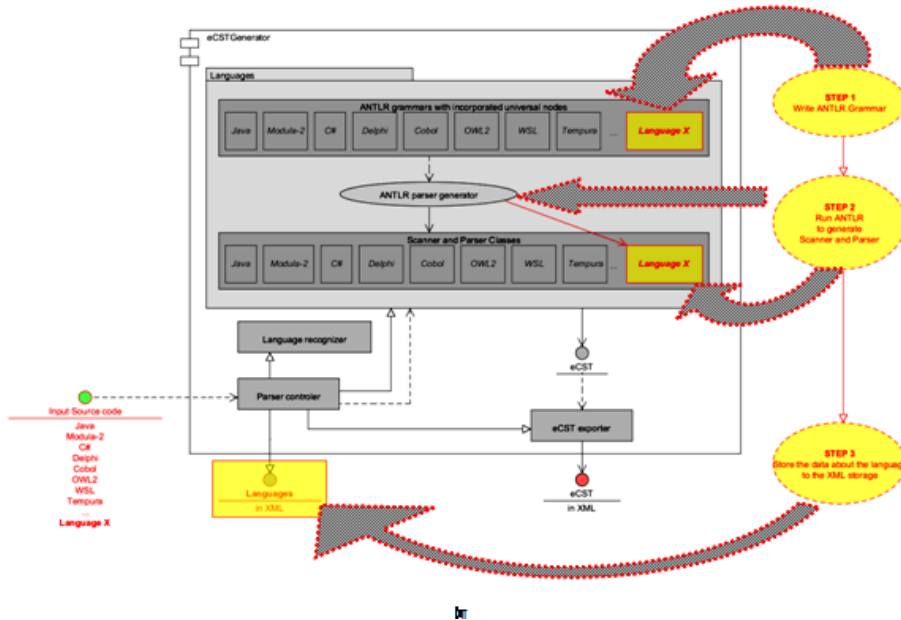 eCSTGenerator
Languages
ANTLR grammars with incorporated universal nodes
Java
Modula-2
C#
Delphi
Cobol
OWL2
WSL
Tempura
...
Language X
ANTLR parser generator
Scanner and Parser Classes
Java
Modula-2
C#
Delphi
Cobol
OWL2
WSL
Tempura
...
Language X
Language recognizer
Parser controler
eCST
eCST exporter
Input Source code
Java
Modula-2
C#
Delphi
Cobol
OWL2
WSL
Tempura
...
Language X
Languages
in XML
eCST
in XML
STEP 1
Write ANTLR Grammar
STEP 2
Run ANTLR
to generate
Scanner and Parser
STEP 3
Store the data about the language
to the XML storage